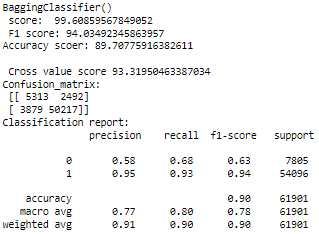 BaggingClassifier()
score:  99.60859567849052
F1 score: 94.03492345863957
Accuracy scoer: 89.70775916382611
Cross value score 93.31950463387034
Confusion_matrix:
[[ 5313  2492]
[ 3879 50217]]
Classification report:
precision    recall  f1-score   support
0       0.58      0.68      0.63      7805
1       0.95      0.93      0.94     54096
accuracy                           0.90     61901
macro avg       0.77      0.80      0.78     61901
weighted avg       0.91      0.90      0.90     61901